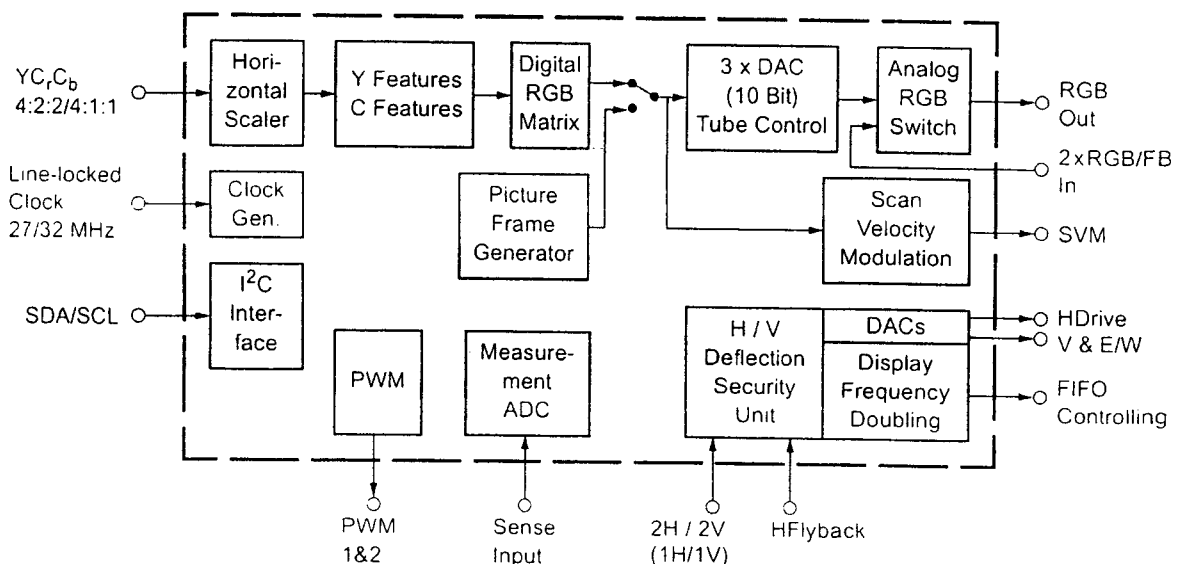 YCrCb
4:2:2/4:1:1
Hori-
zontal
Scaler
Y Features
C Features
Digital
RGB
Matrix
3 x DAC
(10 Bit)
Tube Control
Analog
RGB
Switch
RGB
Out
2xRGB/FB
In
Line-locked
Clock
27/32 MHz
Clock
Gen.
Picture
Frame
Generator
Scan
Velocity
Modulation
SVM
SDA/SCL
I²C
Inter-
face
PWM
Measure-
ment
ADC
H / V
Deflection
Security
Unit
DACs
Display
Frequency
Doubling
HDrive
V & E/W
FIFO
Controlling
PWM
1&2
Sense
Input
2H / 2V
(1H/1V)
HFlyback